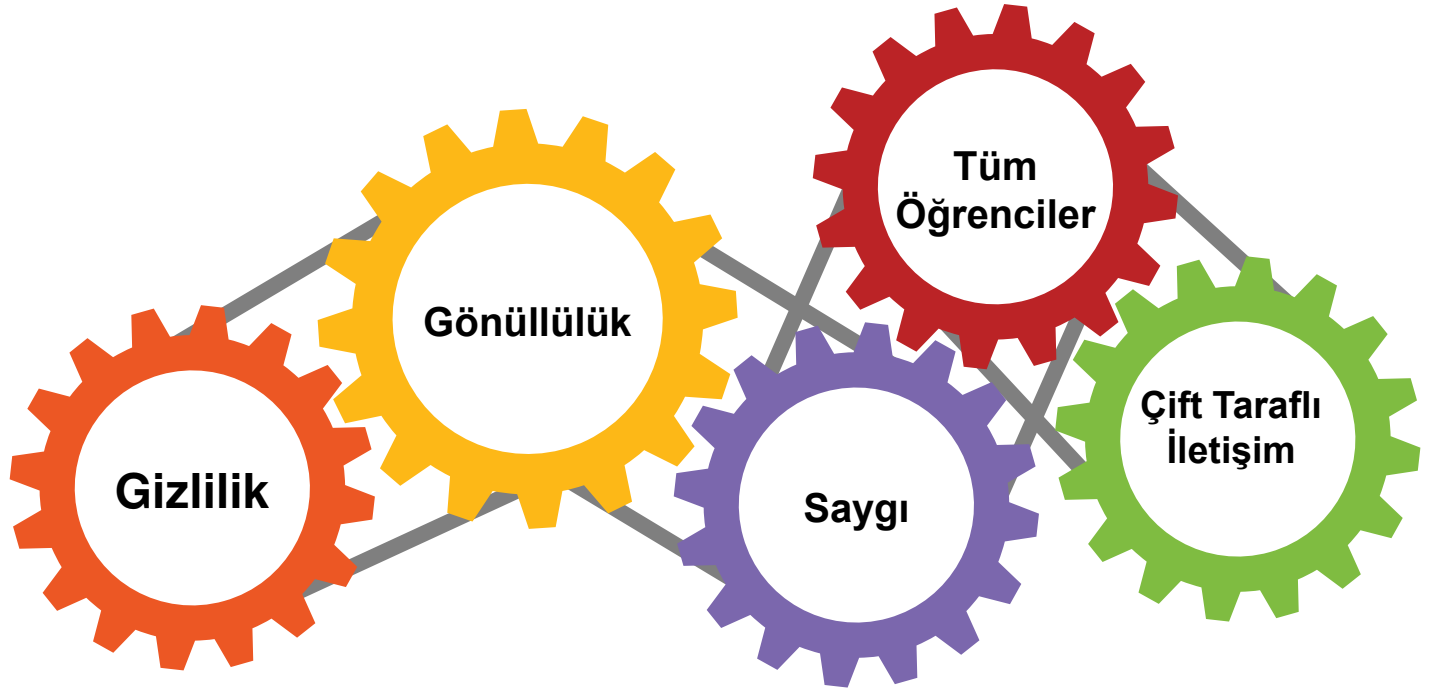 Gizlilik
Gönüllülük
Saygı
Tüm
Öğrenciler
Çift Taraflı
İletişim